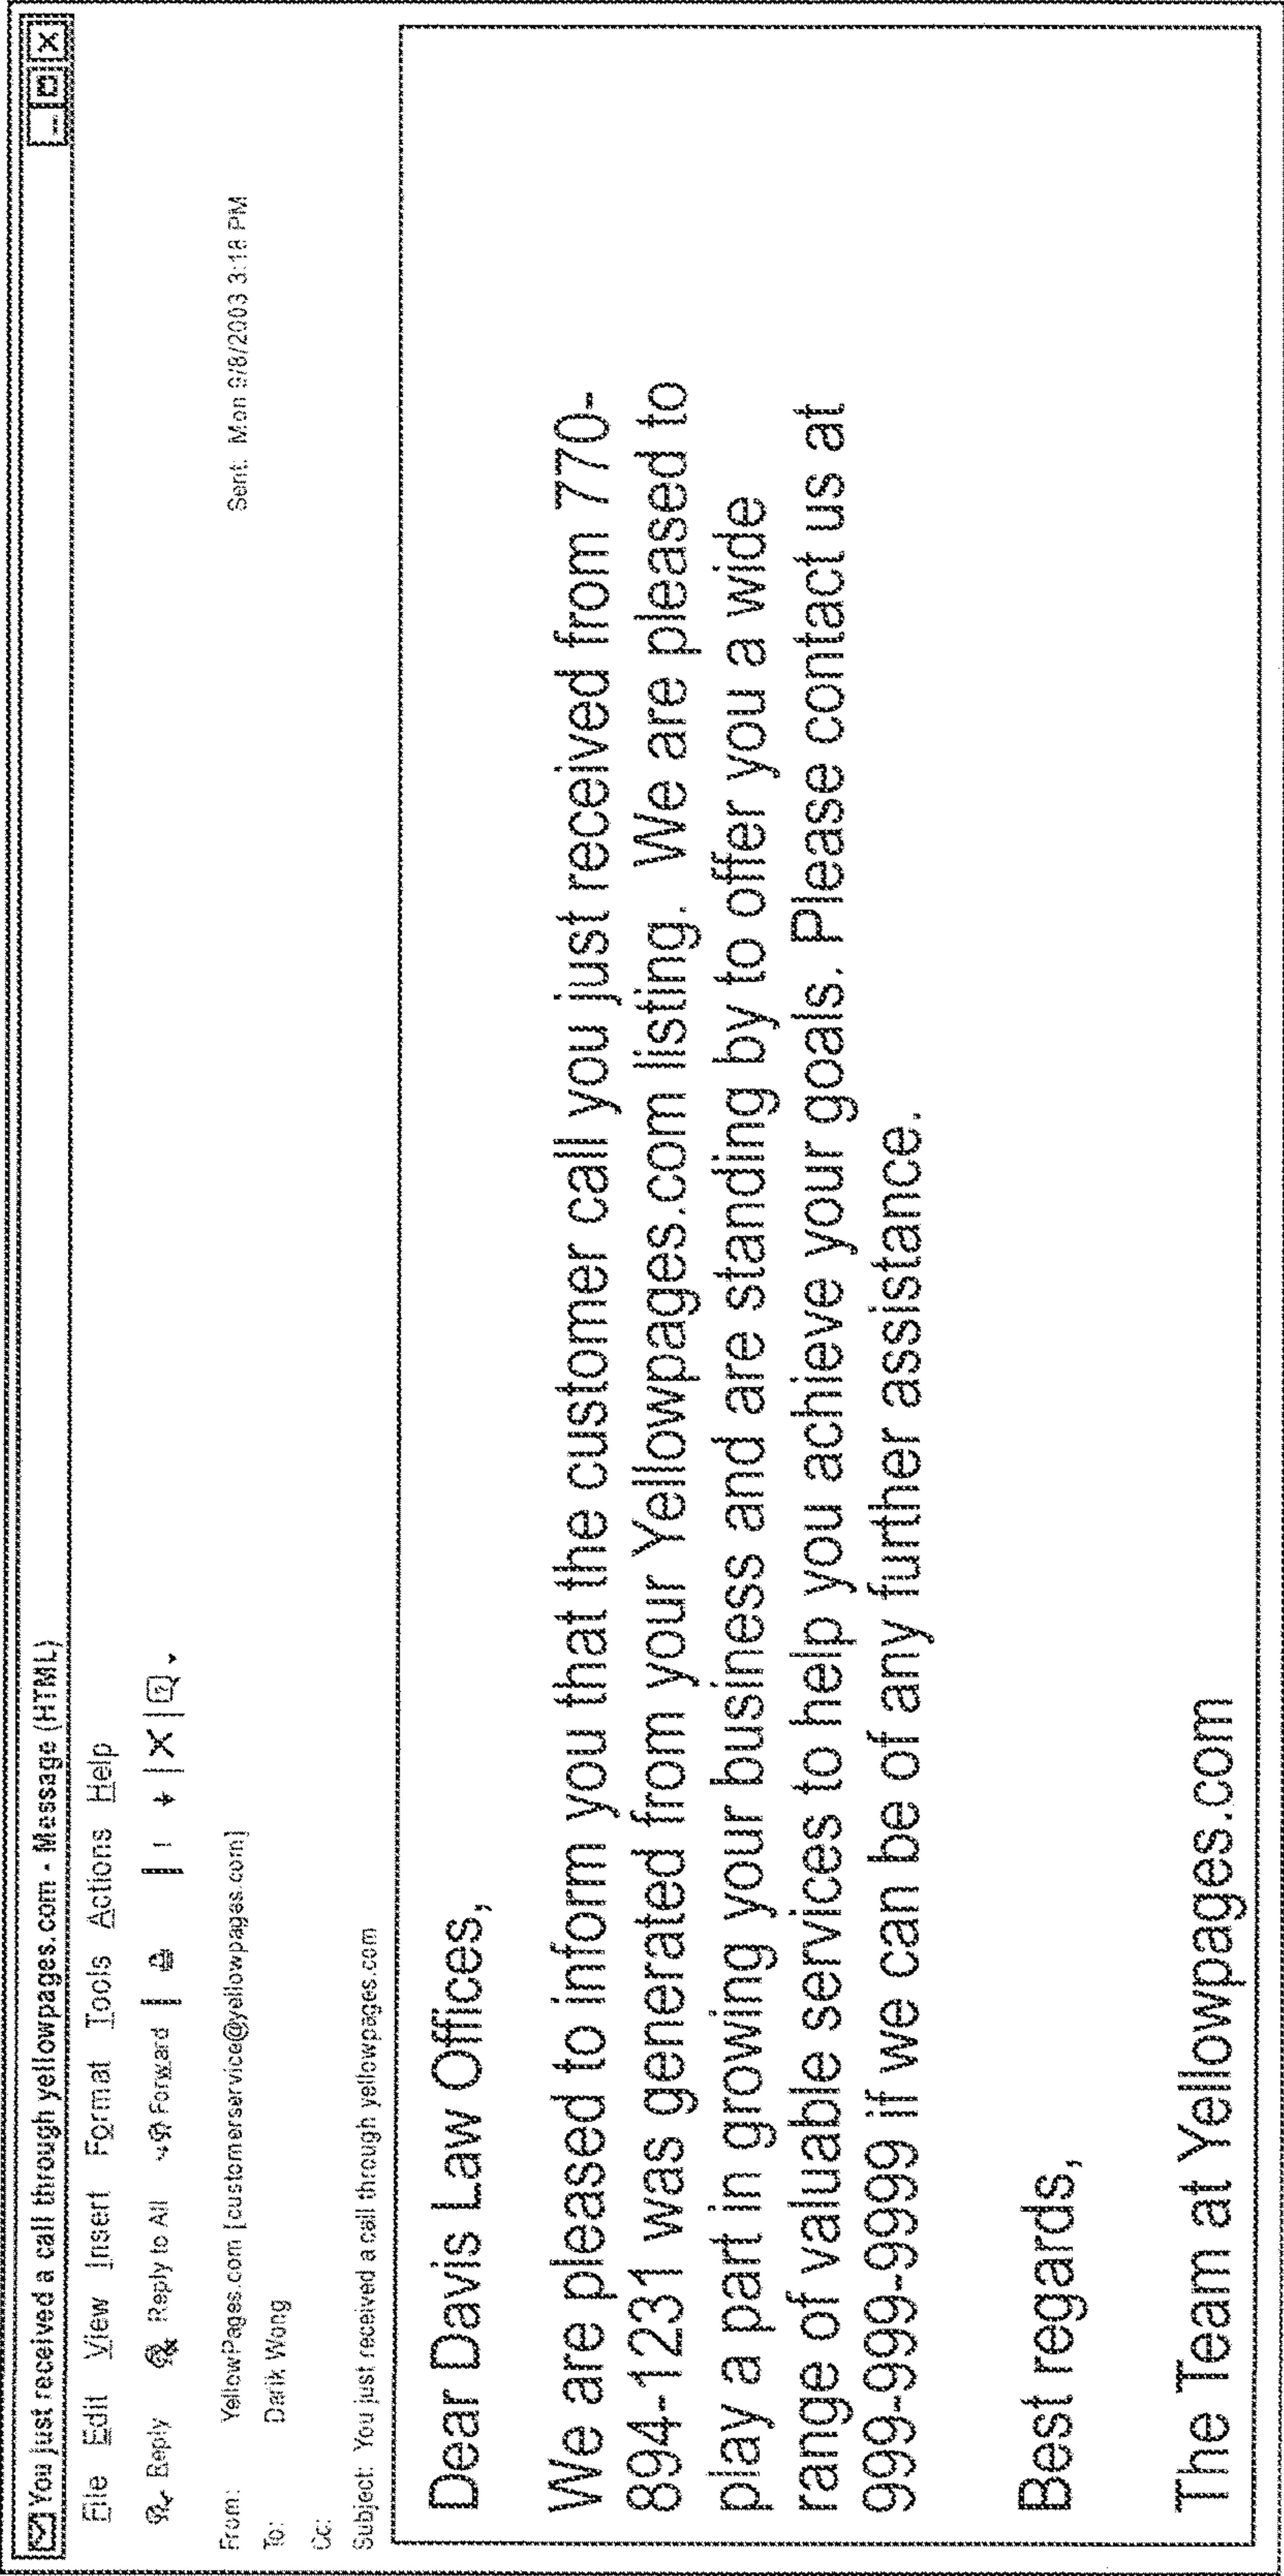 You just received a call through yellowpages.com - Message (HTML)
File Edit View Insert Format Tools Actions Help
Reply Reply to All Forward
From: YellowPages.com [customerservice@yellowpages.com] Sent: Mon 9/8/2003 3:18 PM
To: Darik Wong
Cc:
Subject: You just received a call through yellowpages.com
Dear Davis Law Offices,
We are pleased to inform you that the customer call you just received from 770-
894-1231 was generated from your Yellowpages.com listing. We are pleased to
play a part in growing your business and are standing by to offer you a wide
range of valuable services to help you achieve your goals. Please contact us at
999-999-9999 if we can be of any further assistance.
Best regards,
The Team at Yellowpages.com